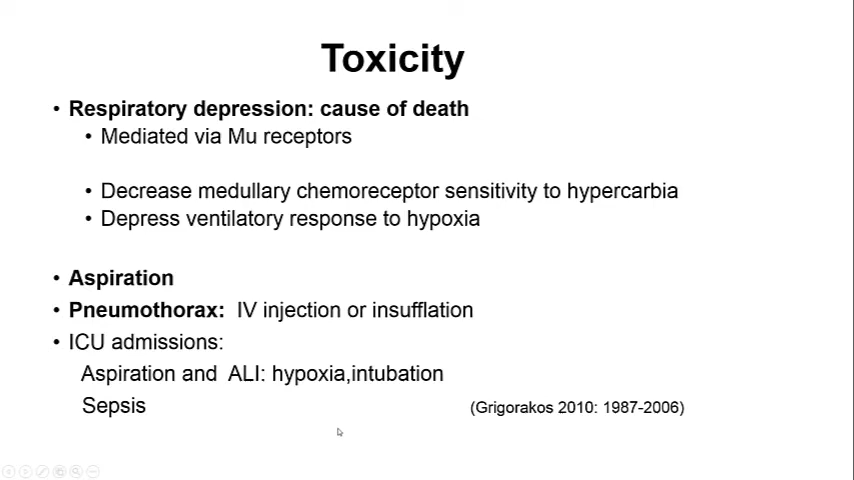 Toxicity
• Respiratory depression: cause of death
• Mediated via Mu receptors
• Decrease medullary chemoreceptor sensitivity to hypercarbia
• Depress ventilatory response to hypoxia
• Aspiration
• Pneumothorax: IV injection or insufflation
• ICU admissions:
Aspiration and ALI: hypoxia,intubation
Sepsis (Grigorakos 2010: 1987-2006)